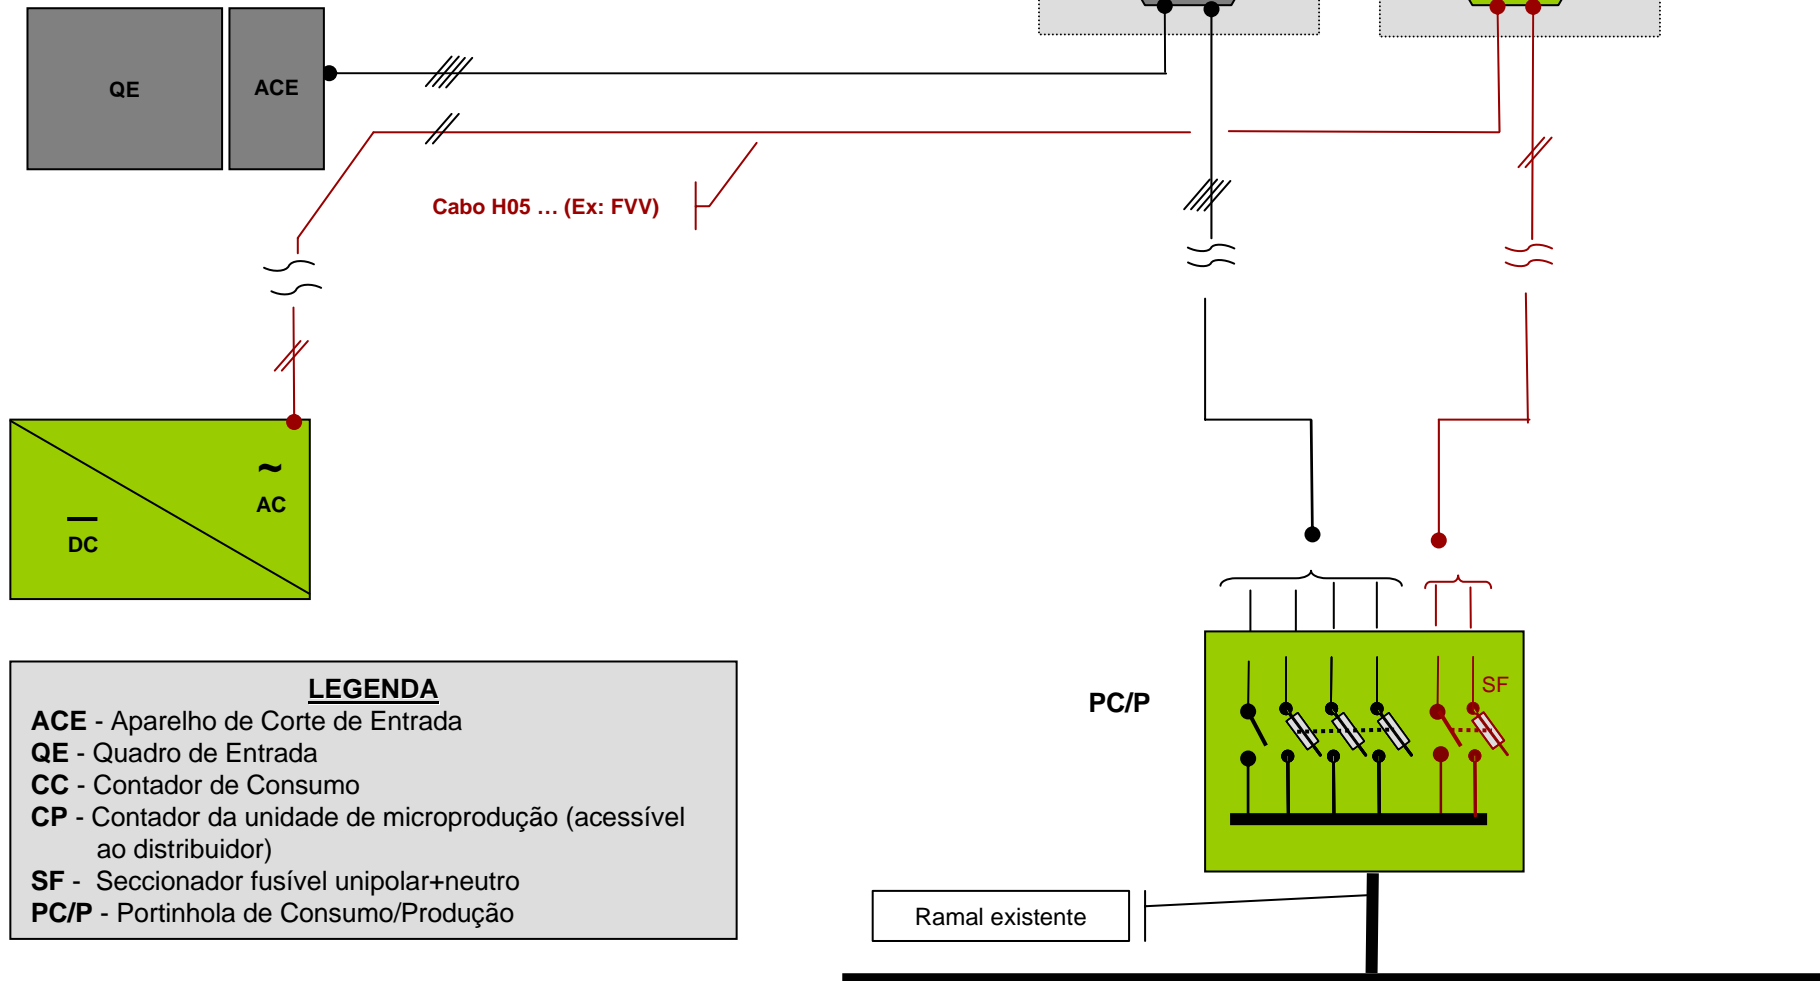 QE
ACE
Cabo H05 … (Ex: FVV)
~
AC
DC
SF
PC/P
LEGENDA
ACE - Aparelho de Corte de Entrada
QE - Quadro de Entrada
CC - Contador de Consumo
CP - Contador da unidade de microprodução (acessível
ao distribuidor)
SF - Seccionador fusível unipolar+neutro
PC/P - Portinhola de Consumo/Produção
Ramal existente